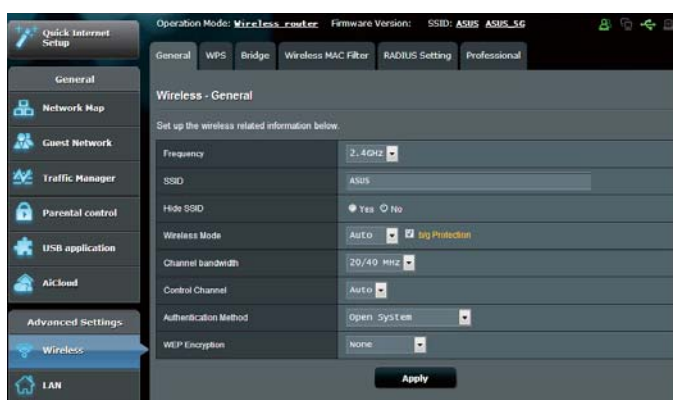 Quick Internet
Setup
Operation Mode: Wireless router Firmware Version: SSID: ASUS ASUS_5G
General WPS Bridge Wireless MAC Filter RADIUS Setting Professional
General
Network Map
Guest Network
Traffic Manager
Parental control
USB application
AiCloud
Advanced Settings
Wireless
LAN
Wireless - General
Set up the wireless related information below.
Frequency 2.4GHz
SSID ASUS
Hide SSID Yes No
Wireless Mode Auto b/g Protection
Channel bandwidth 20/40 MHz
Control Channel Auto
Authentication Method Open System
WEP Encryption None
Apply